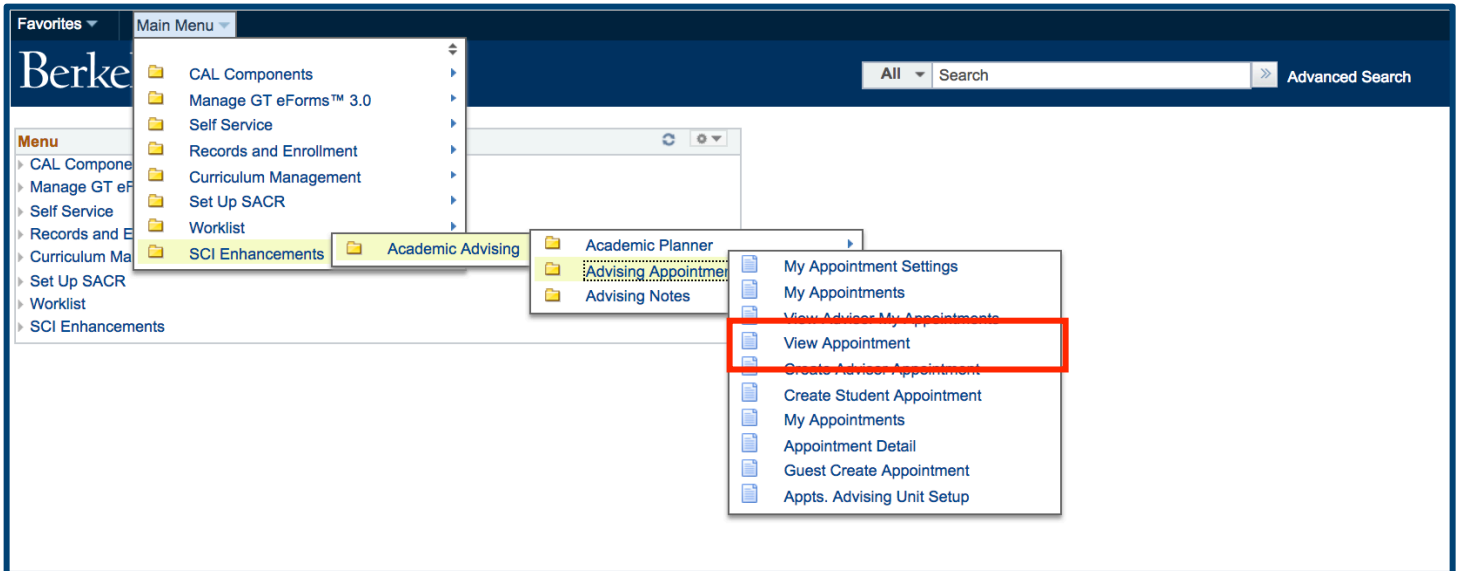 Favorites
Main Menu
Berke
All
Search
Advanced Search
CAL Components
Manage GT eForms™ 3.0
Self Service
Records and Enrollment
Curriculum Management
Set Up SACR
Worklist
SCI Enhancements
Menu
CAL Compone
Manage GT eF
Self Service
Records and E
Curriculum Ma
Set Up SACR
Worklist
SCI Enhancements
Academic Advising
Academic Planner
Advising Appointmen
Advising Notes
My Appointment Settings
My Appointments
View Advisor My Appointments
View Appointment
Create Advisor Appointment
Create Student Appointment
My Appointments
Appointment Detail
Guest Create Appointment
Appts. Advising Unit Setup